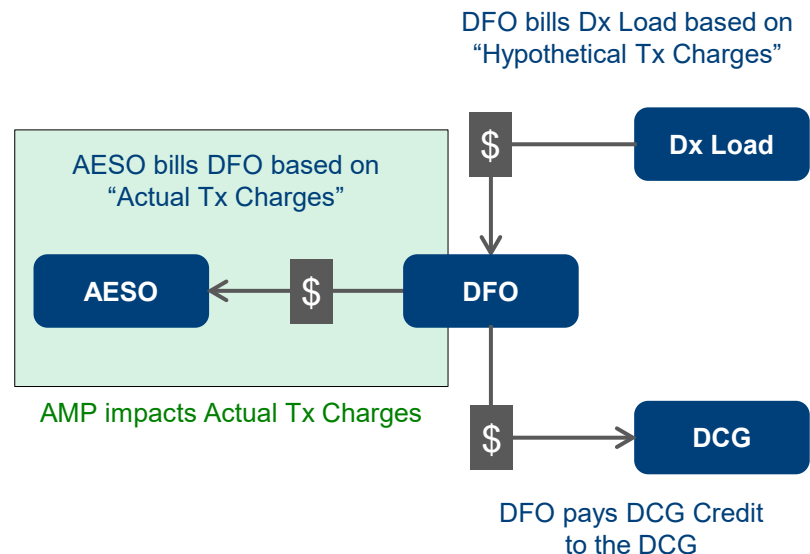 DFO bills Dx Load based on
“Hypothetical Tx Charges”
$
Dx Load
AESO bills DFO based on
“Actual Tx Charges”
AESO
$
DFO
AMP impacts Actual Tx Charges
$
DCG
DFO pays DCG Credit
to the DCG